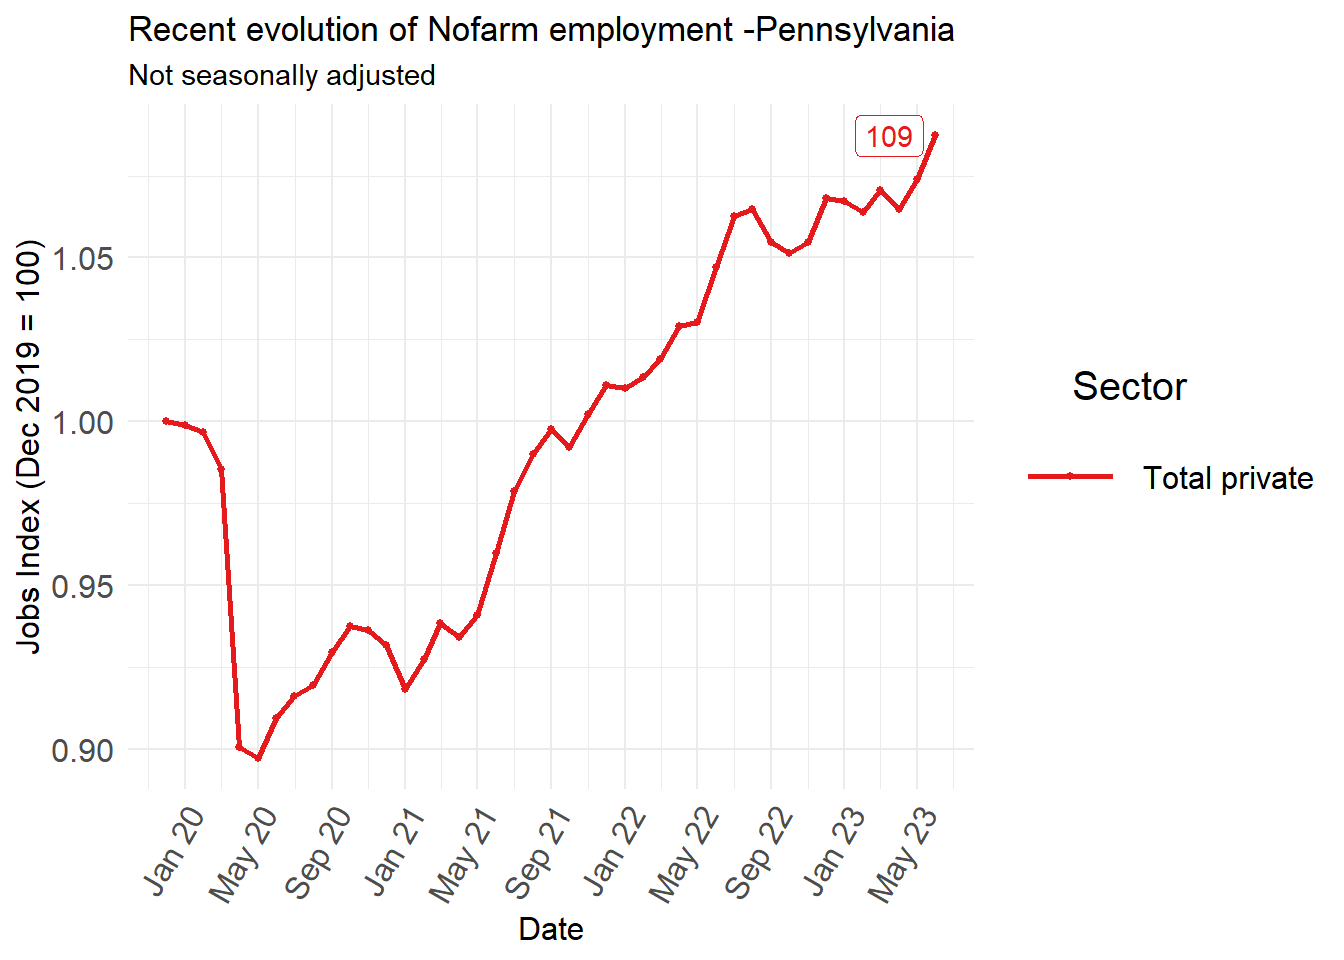 Recent evolution of Nofarm employment -Pennsylvania
Not seasonally adjusted
109
Jobs Index (Dec 2019 = 100)
1.05
1.00
0.95
0.90
Jan 20
May 20
Sep 20
Jan 21
May 21
Sep 21
Jan 22
May 22
Sep 22
Jan 23
May 23
Date
Sector
Total private